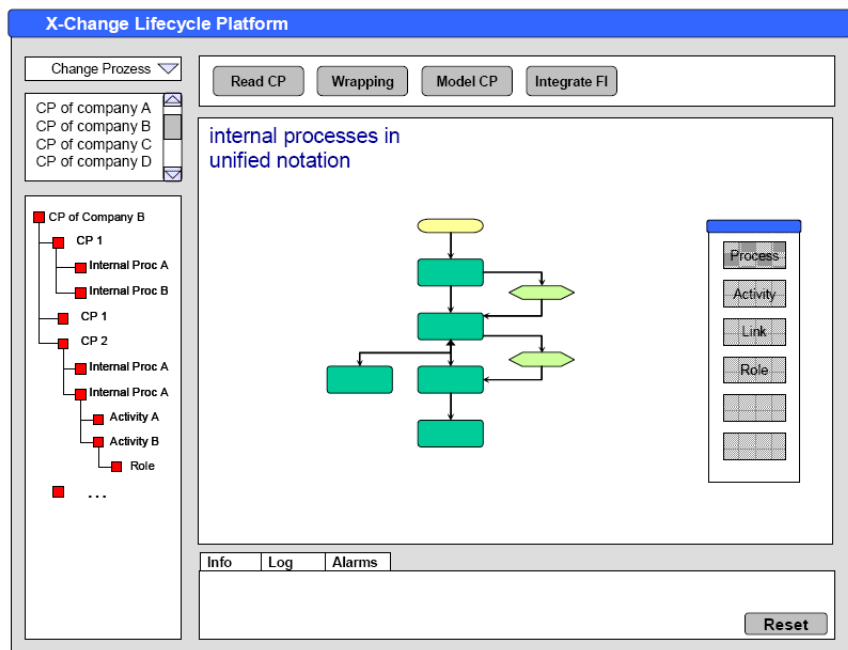 X-Change Lifecycle Platform
Change Prozess
CP of company A
CP of company B
CP of company C
CP of company D
CP of Company B
CP 1
Internal Proc A
Internal Proc B
CP 1
CP 2
Internal Proc A
Internal Proc A
Activity A
Activity B
Role
...
Read CP
Wrapping
Model CP
Integrate FI
internal processes in
unified notation
Process
Activity
Link
Role
Info
Log
Alarms
Reset